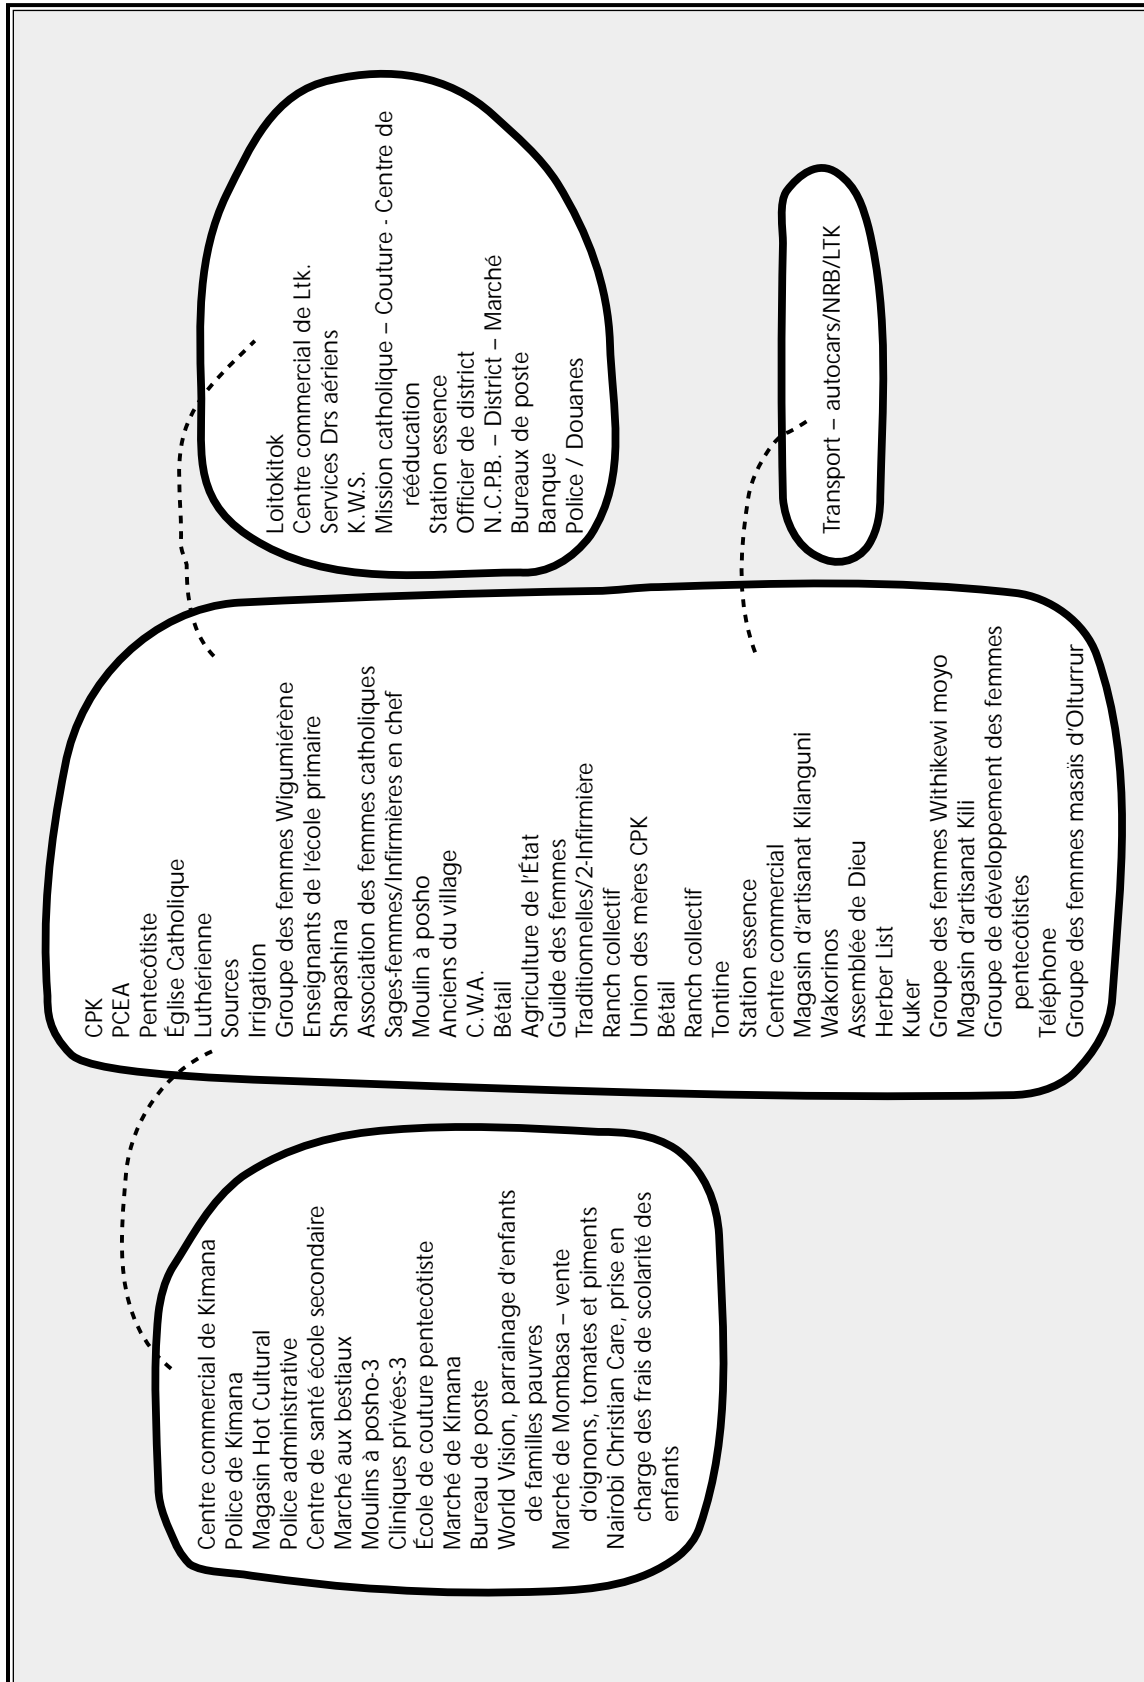 Centre commercial de Kimana
Police de Kimana
Magasin Hot Cultural
Police administrative
Centre de santé école secondaire
Marché aux bestiaux
Moulins à posho-3
Cliniques privées-3
École de couture pentecôtiste
Marché de Kimana
Bureau de poste
World Vision, parrainage d'enfants
de familles pauvres
Marché de Mombasa – vente
d'oignons, tomates et piments
Nairobi Christian Care, prise en
charge des frais de scolarité des
enfants
CPK
PCEA
Pentecôtiste
Église Catholique
Luthérienne
Sources
Irrigation
Groupe des femmes Wigumiérène
Enseignants de l'école primaire
Shapashina
Association des femmes catholiques
Sages-femmes/Infirmières en chef
Moulin à posho
Anciens du village
C.W.A.
Bétail
Agriculture de l'État
Guilde des femmes
Traditionnelles/2-Infirmière
Ranch collectif
Union des mères CPK
Bétail
Ranch collectif
Tontine
Station essence
Centre commercial
Magasin d'artisanat Kilanguni
Wakorinos
Assemblée de Dieu
Herber List
Kuker
Groupe des femmes Withikewi moyo
Magasin d'artisanat Kili
Groupe de développement des femmes
pentecôtistes
Téléphone
Groupe des femmes masaïs d'Olturrur
Loitokitok
Centre commercial de Ltk.
Services Drs aériens
K.W.S.
Mission catholique – Couture - Centre de
rééducation
Station essence
Officier de district
N.C.P.B. – District – Marché
Bureaux de poste
Banque
Police / Douanes
Transport – autocars/NRB/LTK